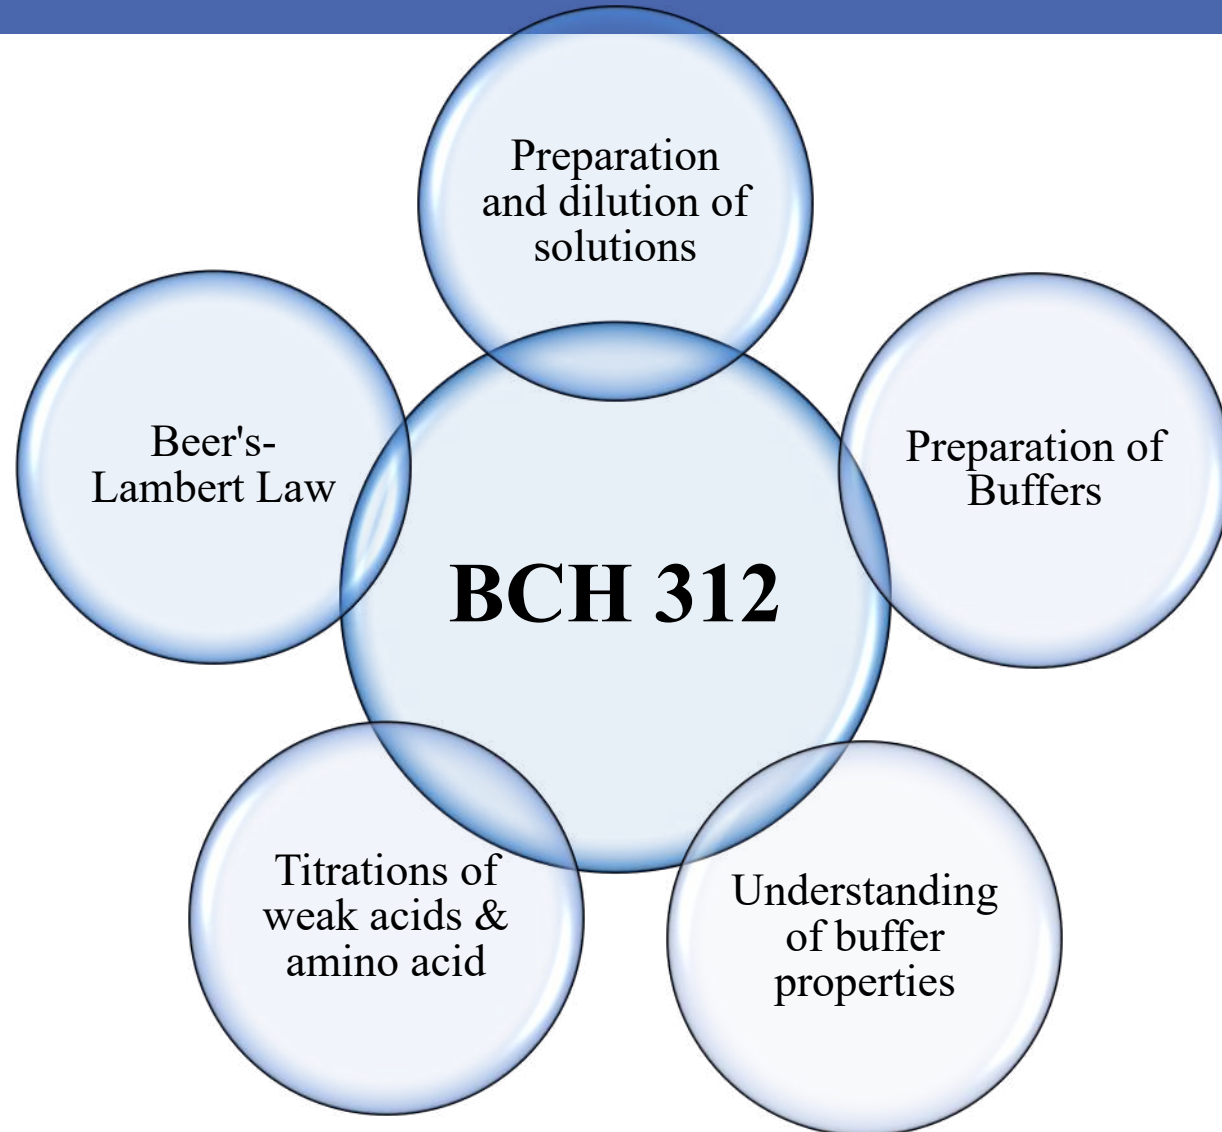 Preparation
and dilution of
solutions
Beer's-
Lambert Law
Preparation of
Buffers
BCH 312
Titrations of
weak acids &
amino acid
Understanding
of buffer
properties